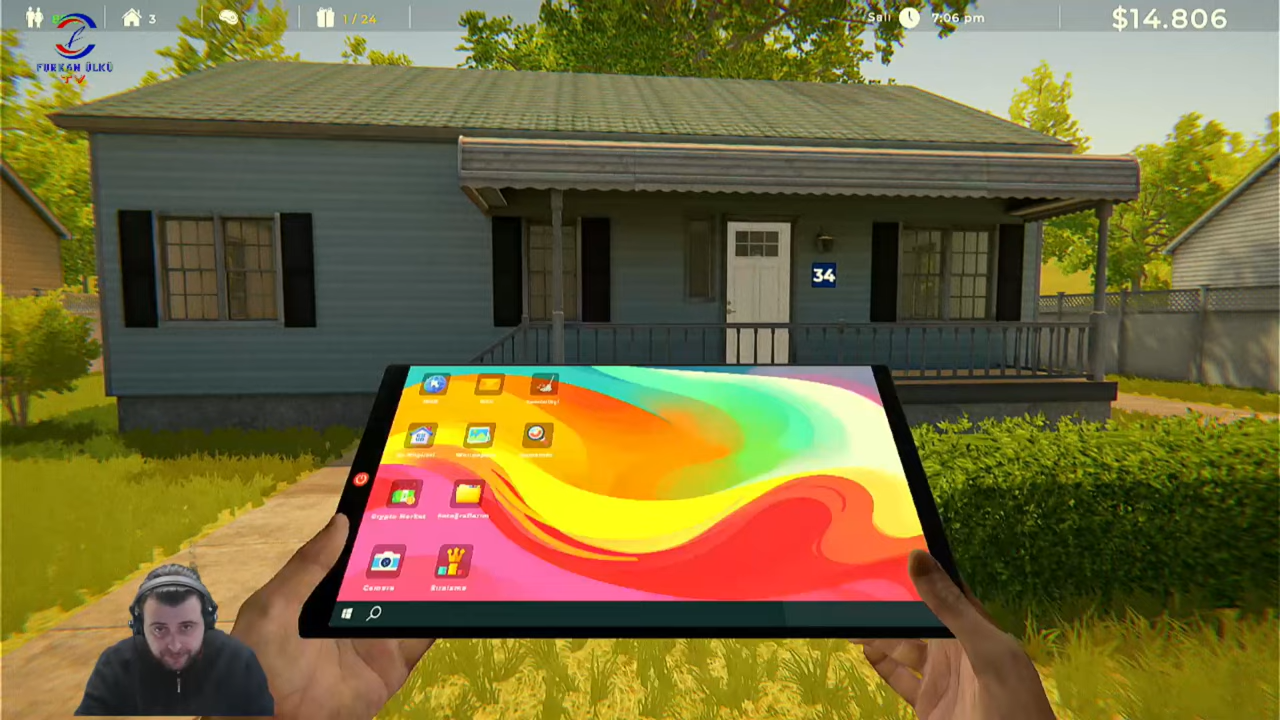 3
1 / 24
Salı
7:06 pm
$14.806
FURKAN ÜLKÜ
TV
34
Crypto Market
Fotoğraflarım
Camera
Sıralama